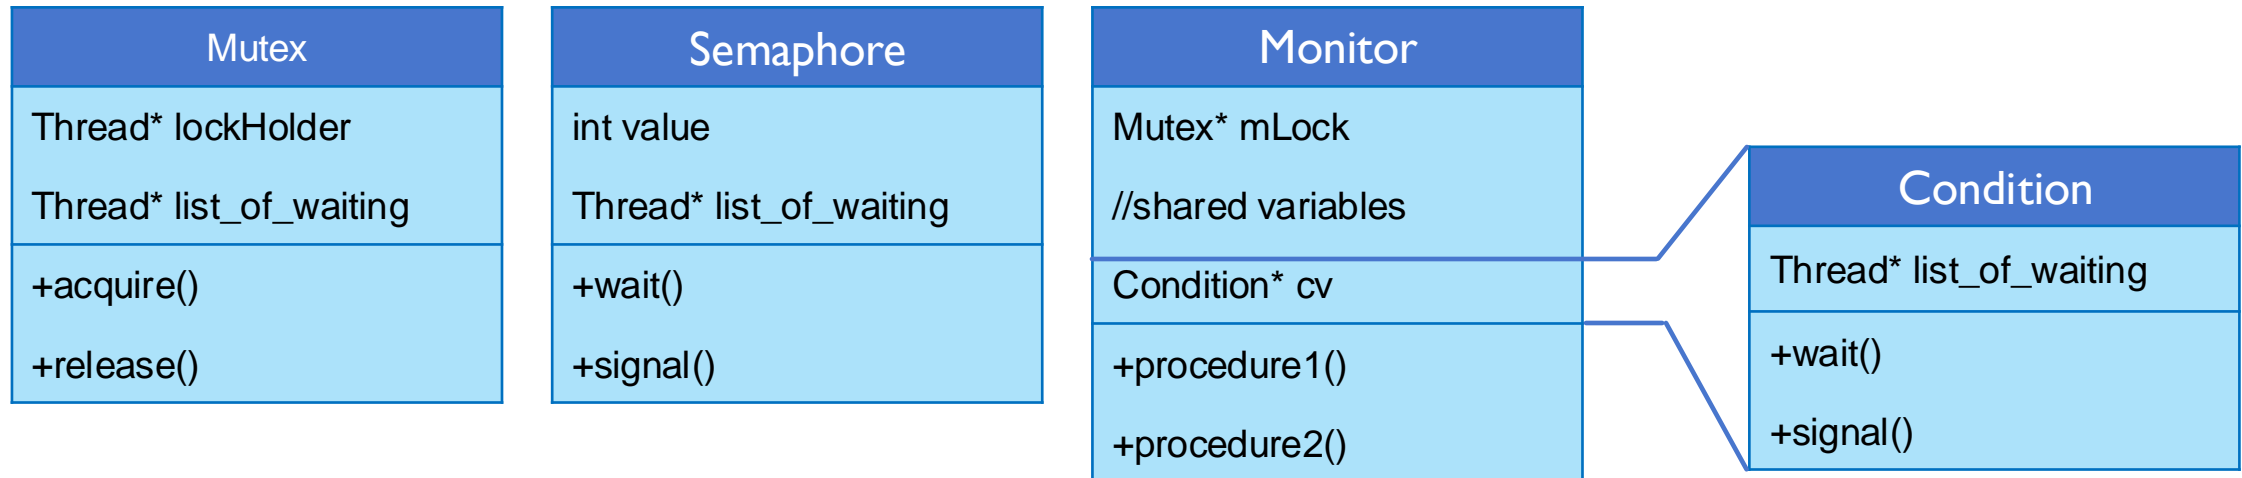 Mutex
Thread* lockHolder
Thread* list_of_waiting
+acquire()
+release()
Semaphore
int value
Thread* list_of_waiting
+wait()
+signal()
Monitor
Mutex* mLock
//shared variables
Condition* cv
+procedure1()
+procedure2()
Condition
Thread* list_of_waiting
+wait()
+signal()